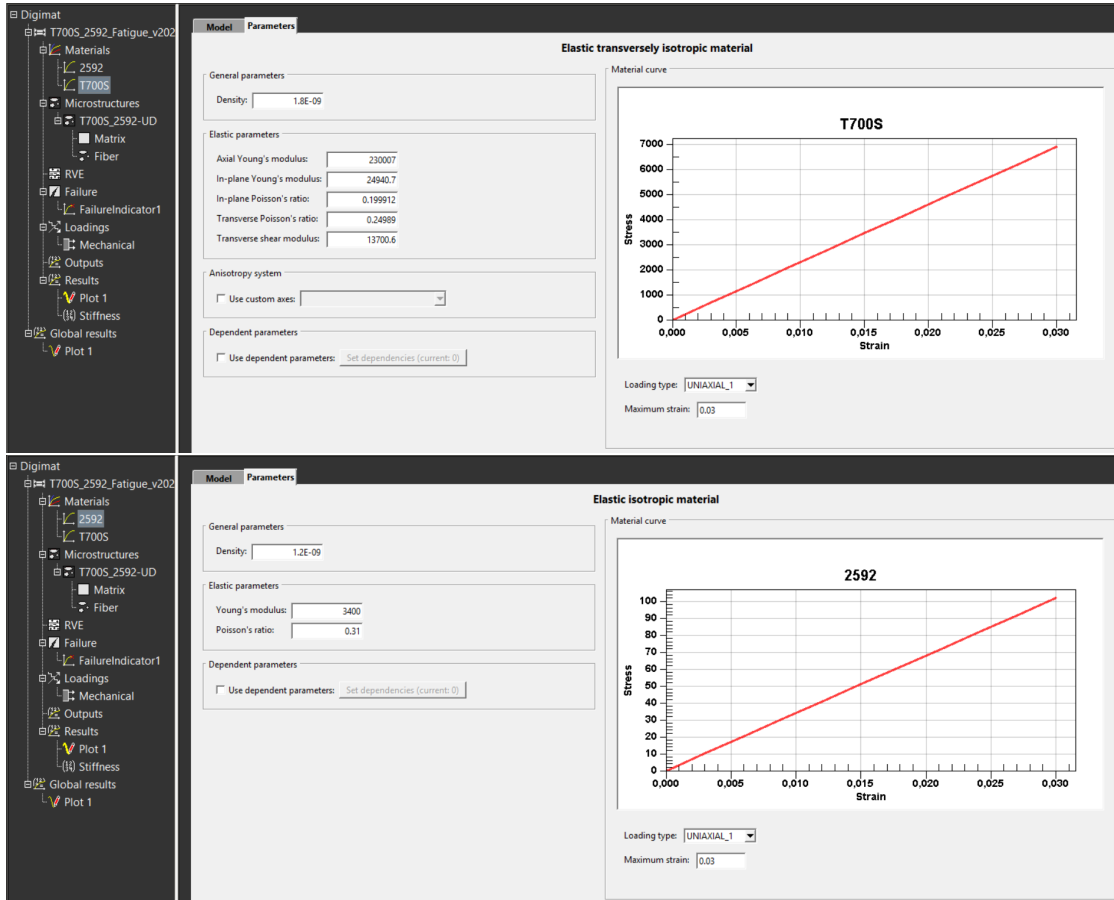 Digimat
T700S_2592_Fatigue_v202
Materials
2592
T700S
Microstructures
T700S_2592-UD
Matrix
Fiber
RVE
Failure
FailureIndicator1
Loadings
Mechanical
Outputs
Results
Plot 1
Stiffness
Global results
Plot 1
Model Parameters
Elastic transversely isotropic material
General parameters
Density: 1.8E-09
Elastic parameters
Axial Young's modulus: 230007
In-plane Young's modulus: 24940.7
In-plane Poisson's ratio: 0.199912
Transverse Poisson's ratio: 0.24989
Transverse shear modulus: 13700.6
Anisotropy system
Use custom axes:
Dependent parameters
Use dependent parameters: Set dependencies (current: 0)
Material curve
T700S
7000
6000
5000
4000
3000
2000
1000
0
Stress
0,000 0,005 0,010 0,015 0,020 0,025 0,030
Strain
Loading type: UNIAXIAL_1
Maximum strain: 0.03
Digimat
T700S_2592_Fatigue_v202
Materials
2592
T700S
Microstructures
T700S_2592-UD
Matrix
Fiber
RVE
Failure
FailureIndicator1
Loadings
Mechanical
Outputs
Results
Plot 1
Stiffness
Global results
Plot 1
Model Parameters
Elastic isotropic material
General parameters
Density: 1.2E-09
Elastic parameters
Young's modulus: 3400
Poisson's ratio: 0.31
Dependent parameters
Use dependent parameters: Set dependencies (current: 0)
Material curve
2592
100
90
80
70
60
50
40
30
20
10
0
Stress
0,000 0,005 0,010 0,015 0,020 0,025 0,030
Strain
Loading type: UNIAXIAL_1
Maximum strain: 0.03